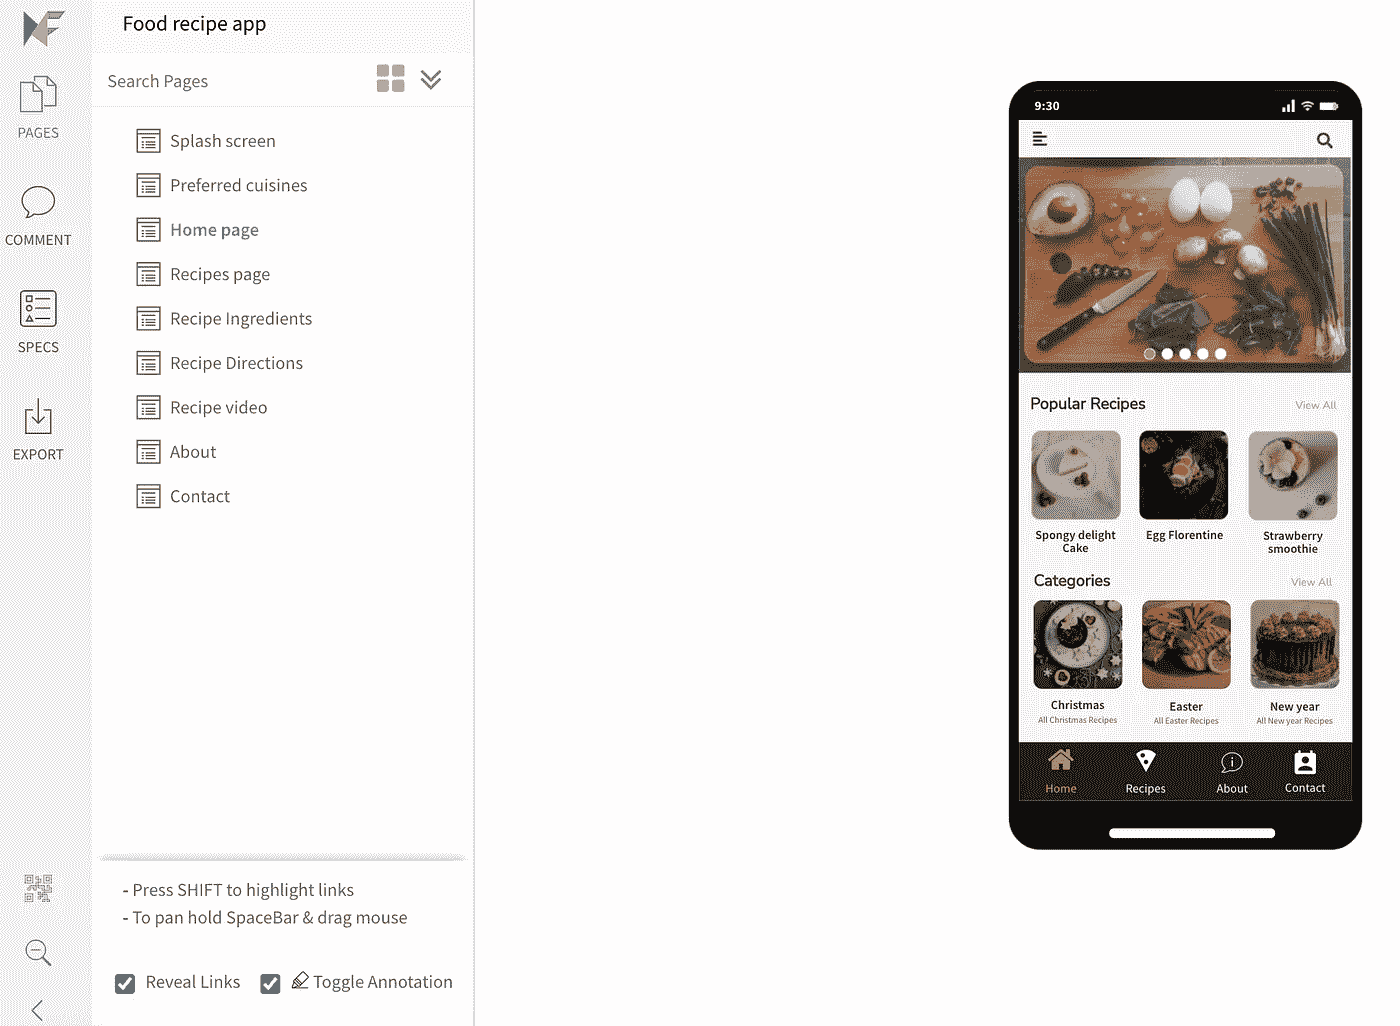 Food recipe app
Search Pages
PAGES
COMMENT
SPECS
EXPORT
Splash screen
Preferred cuisines
Home page
Recipes page
Recipe Ingredients
Recipe Directions
Recipe video
About
Contact
- Press SHIFT to highlight links
- To pan hold SpaceBar & drag mouse
Reveal Links
Toggle Annotation
9:30
Popular Recipes
View All
Spongy delight
Cake
Egg Florentine
Strawberry
smoothie
Categories
View All
Christmas
All Christmas Recipes
Easter
All Easter Recipes
New year
All New year Recipes
Home
Recipes
About
Contact